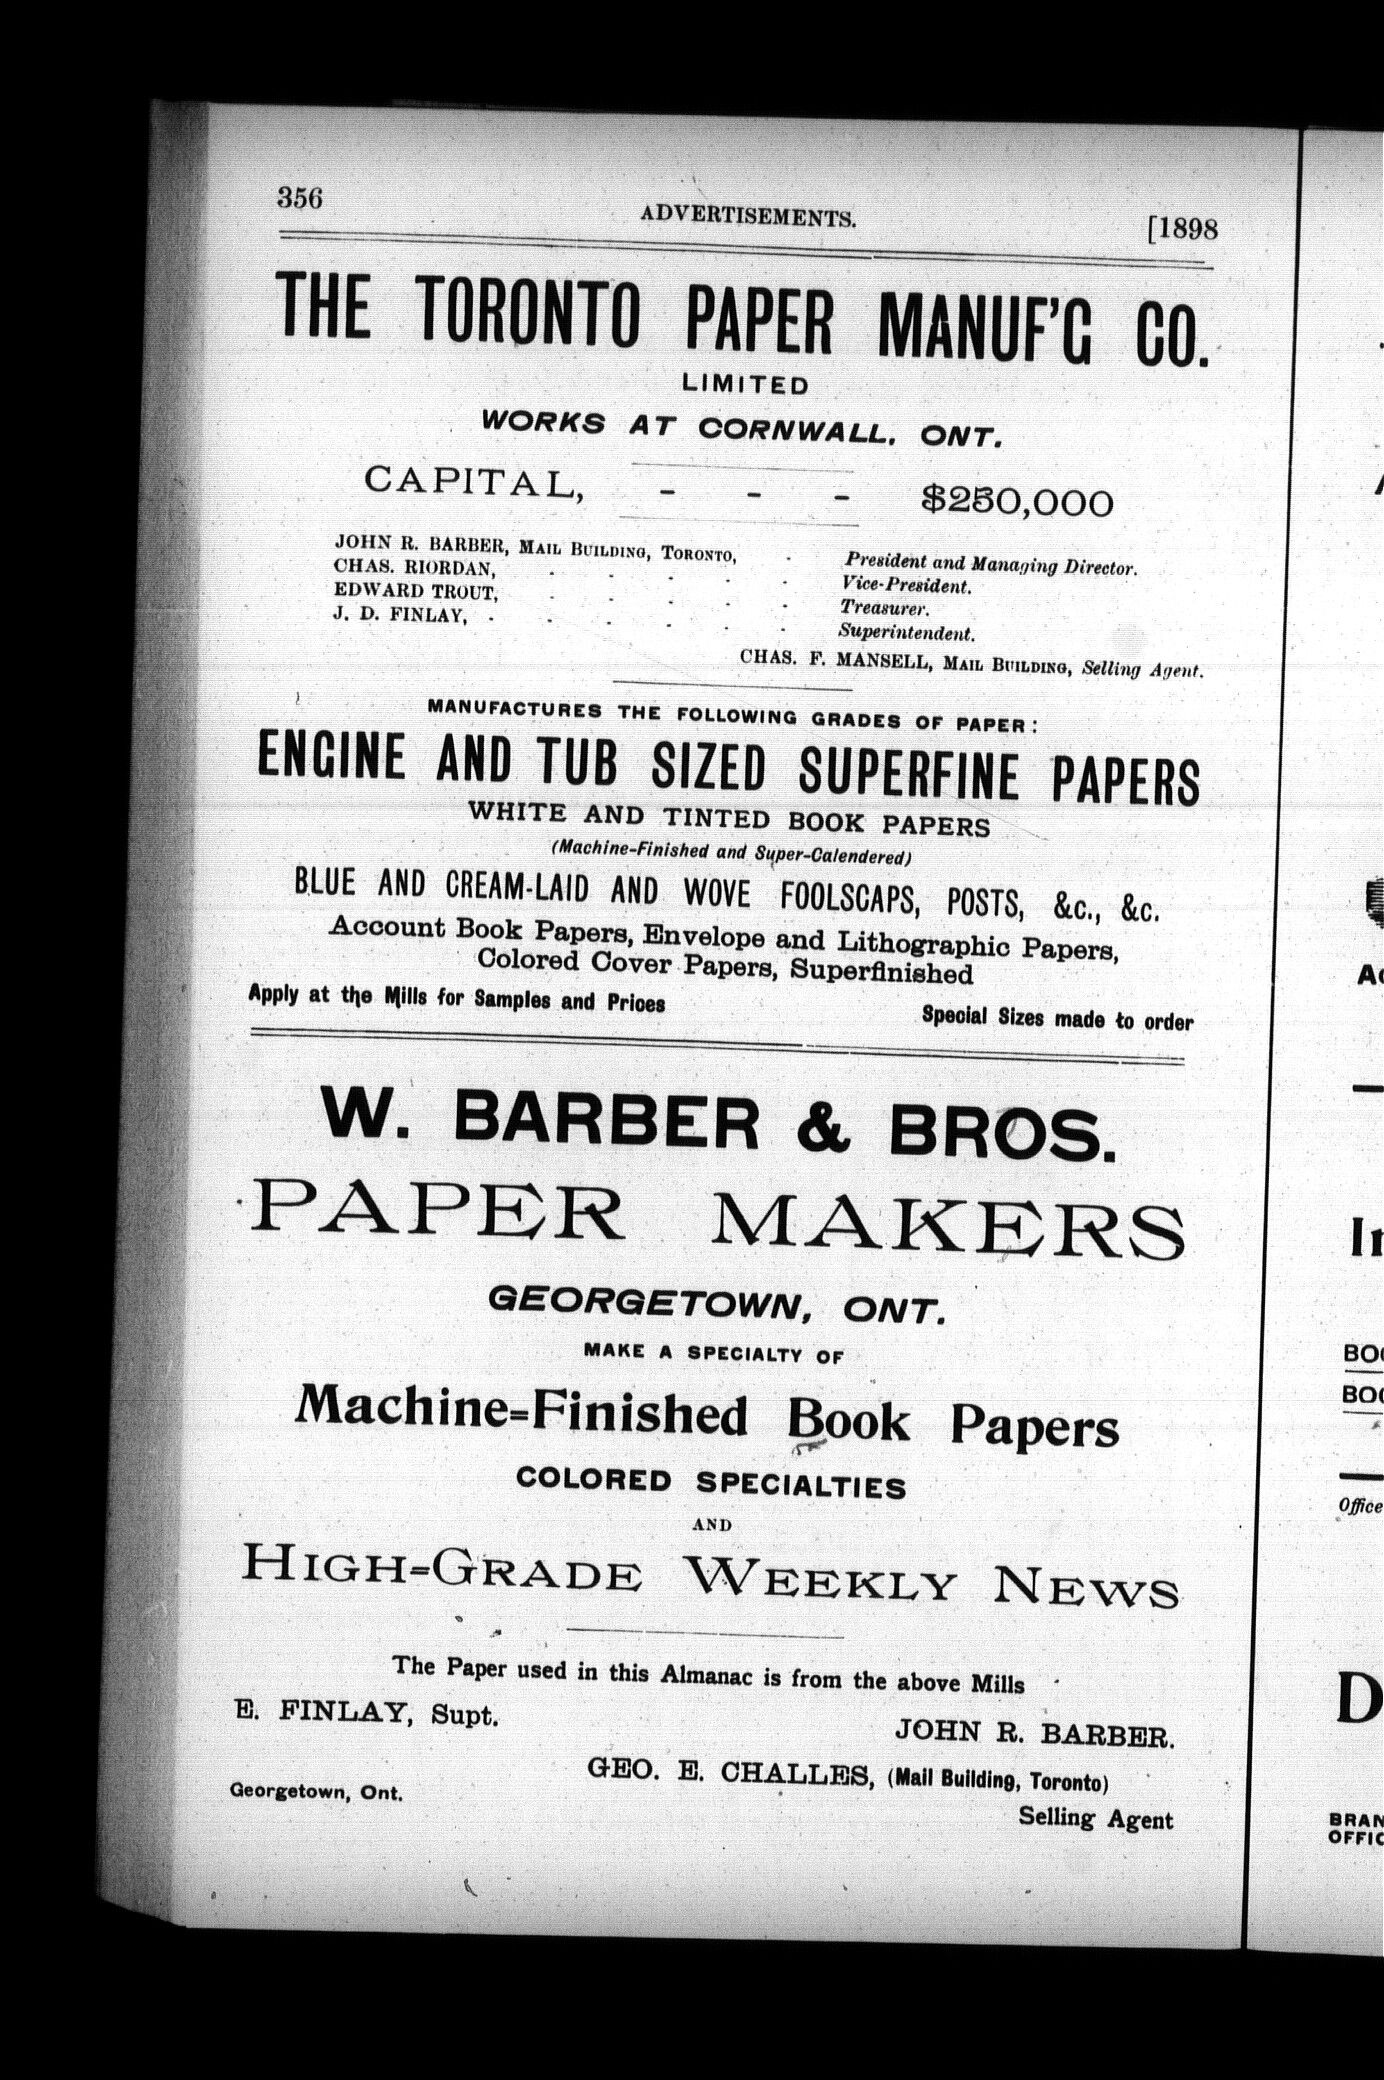 356
ADVERTISEMENTS.
[1898
THE TORONTO PAPER MANUF'G CO.
LIMITED
WORKS AT CORNWALL, ONT.
CAPITAL, - - - $250,000
JOHN R. BARBER, MAIL BUILDING, TORONTO, - President and Managing Director.
CHAS. RIORDAN, - - - - - Vice-President.
EDWARD TROUT, - - - - - Treasurer.
J. D. FINLAY, - - - - - - Superintendent.
CHAS. F. MANSELL, MAIL BUILDING, Selling Agent.
MANUFACTURES THE FOLLOWING GRADES OF PAPER:
ENGINE AND TUB SIZED SUPERFINE PAPERS
WHITE AND TINTED BOOK PAPERS
(Machine-Finished and Super-Calendered)
BLUE AND CREAM-LAID AND WOVE FOOLSCAPS, POSTS, &c., &c.
Account Book Papers, Envelope and Lithographic Papers,
Colored Cover Papers, Superfinished
Apply at the Mills for Samples and Prices
Special Sizes made to order
W. BARBER & BROS.
PAPER MAKERS
GEORGETOWN, ONT.
MAKE A SPECIALTY OF
Machine-Finished Book Papers
COLORED SPECIALTIES
AND
HIGH-GRADE WEEKLY NEWS
The Paper used in this Almanac is from the above Mills
E. FINLAY, Supt.
JOHN R. BARBER.
GEO. E. CHALLES, (Mail Building, Toronto)
Georgetown, Ont.
Selling Agent
Office